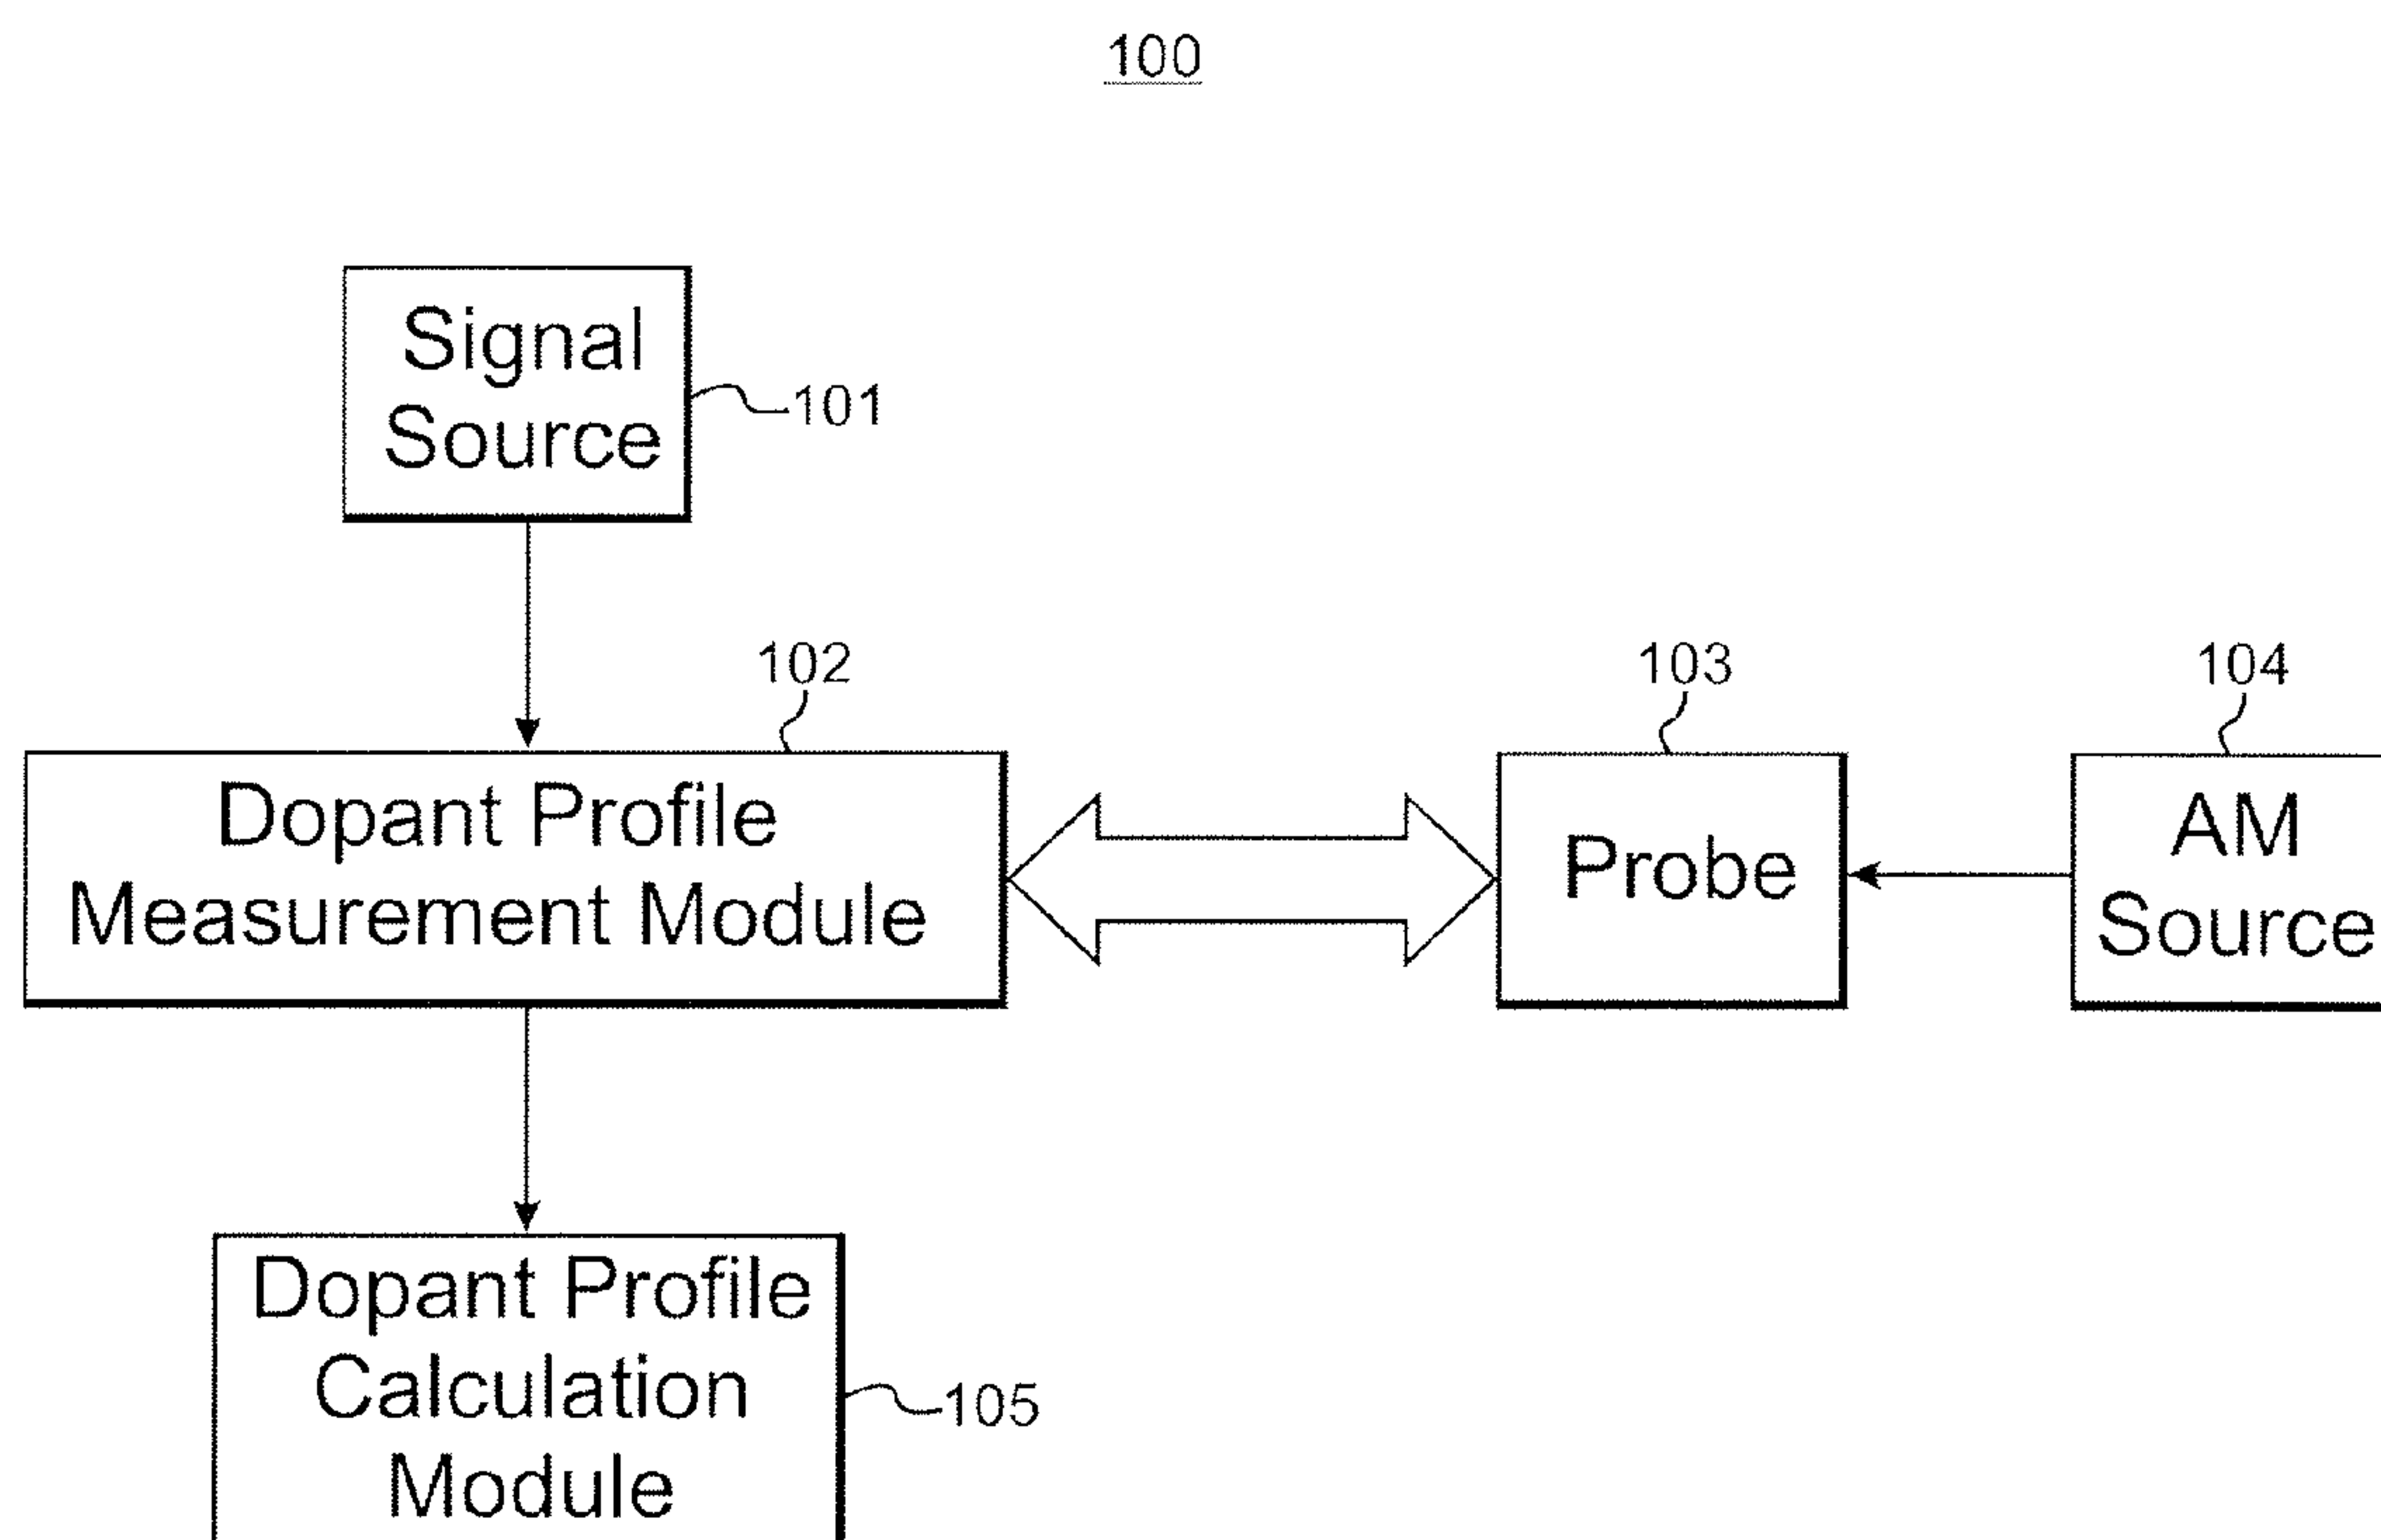 100
Signal
Source
101
102
103
104
Dopant Profile
Measurement Module
Probe
AM
Source
Dopant Profile
Calculation
Module
105